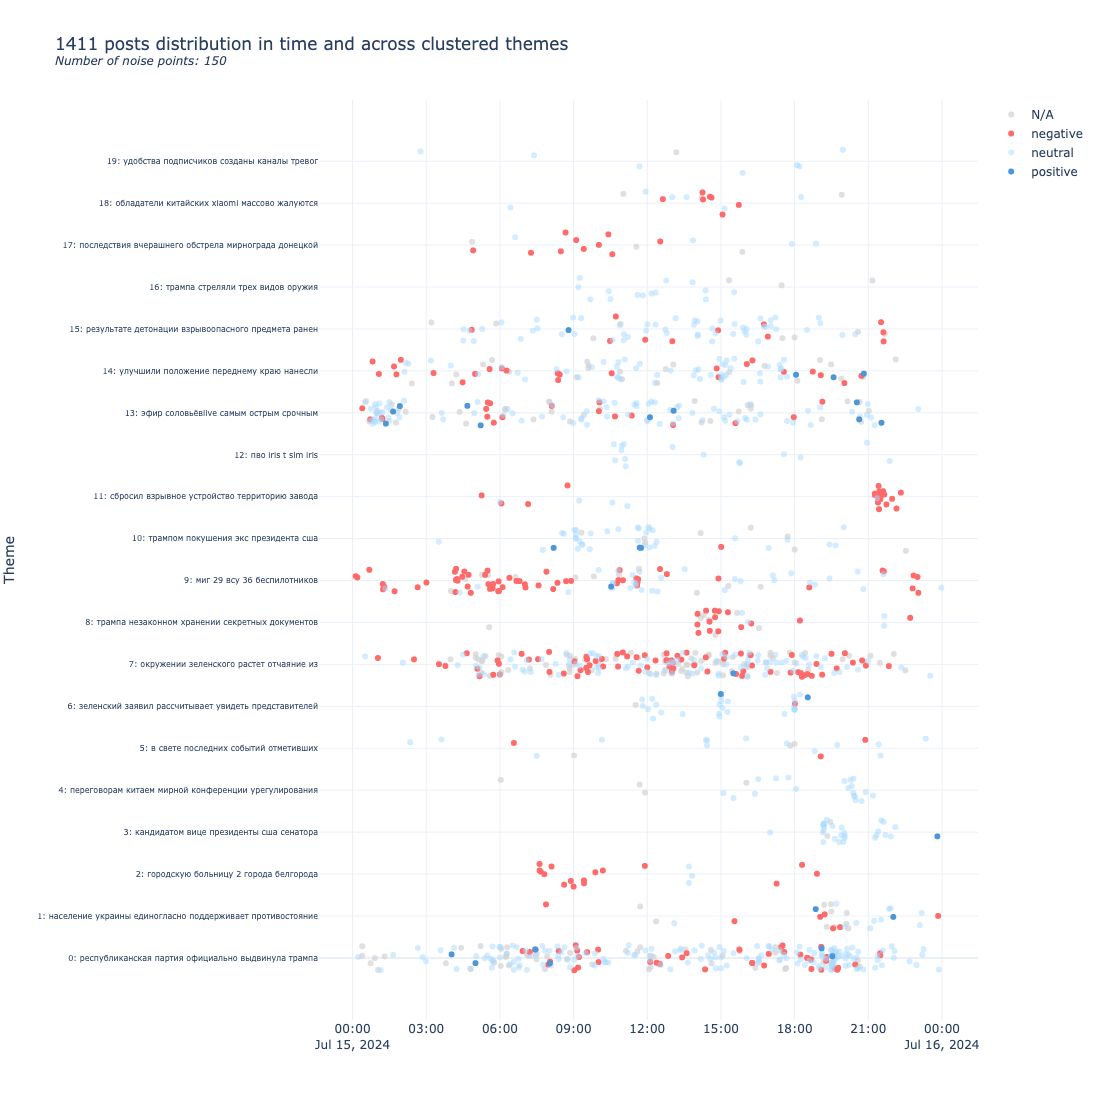 1411 posts distribution in time and across clustered themes
Number of noise points: 150
N/A
negative
neutral
positive
Theme
19: удобства подписчиков созданы каналы тревог
18: обладатели китайских xiaomi массово жалуются
17: последствия вчерашнего обстрела мирнограда донецкой
16: трампа стреляли трех видов оружия
15: результате детонации взрывоопасного предмета ранен
14: улучшили положение переднему краю нанесли
13: эфир соловьёвlive самым острым срочным
12: пво iris t slm iris
11: сбросил взрывное устройство территорию завода
10: трампом покушения экс президента сша
9: миг 29 всу 36 беспилотников
8: трампа незаконном хранении секретных документов
7: окружении зеленского растет отчаяние из
6: зеленский заявил рассчитывает увидеть представителей
5: в свете последних событий отметивших
4: переговорам китаем мирной конференции урегулирования
3: кандидатом вице президенты сша сенатора
2: городскую больницу 2 города белгорода
1: население украины единогласно поддерживает противостояние
0: республиканская партия официально выдвинула трампа
00:00 03:00 06:00 09:00 12:00 15:00 18:00 21:00 00:00
Jul 15, 2024 Jul 16, 2024